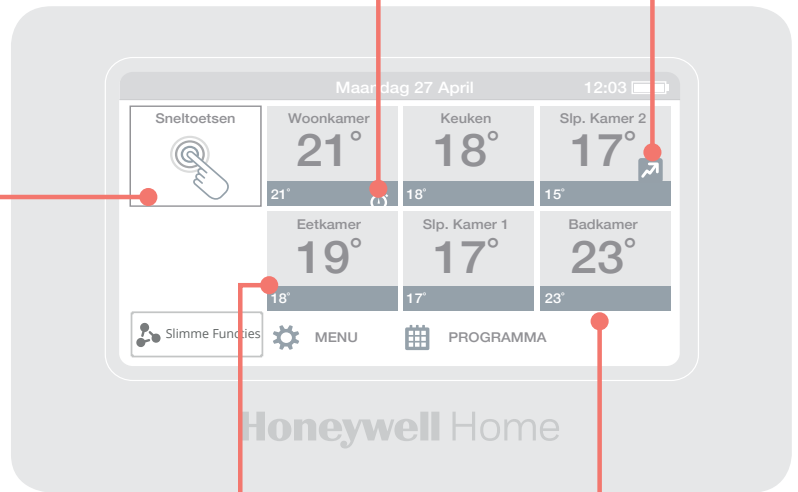 Maandag 27 April 12:03
Sneltoetsen
Woonkamer
21°
21°
Keuken
18°
18°
Slp. Kamer 2
17°
15°
Eetkamer
19°
18°
Slp. Kamer 1
17°
17°
Badkamer
23°
23°
Slimme Functies
MENU
PROGRAMMA
Honeywell Home